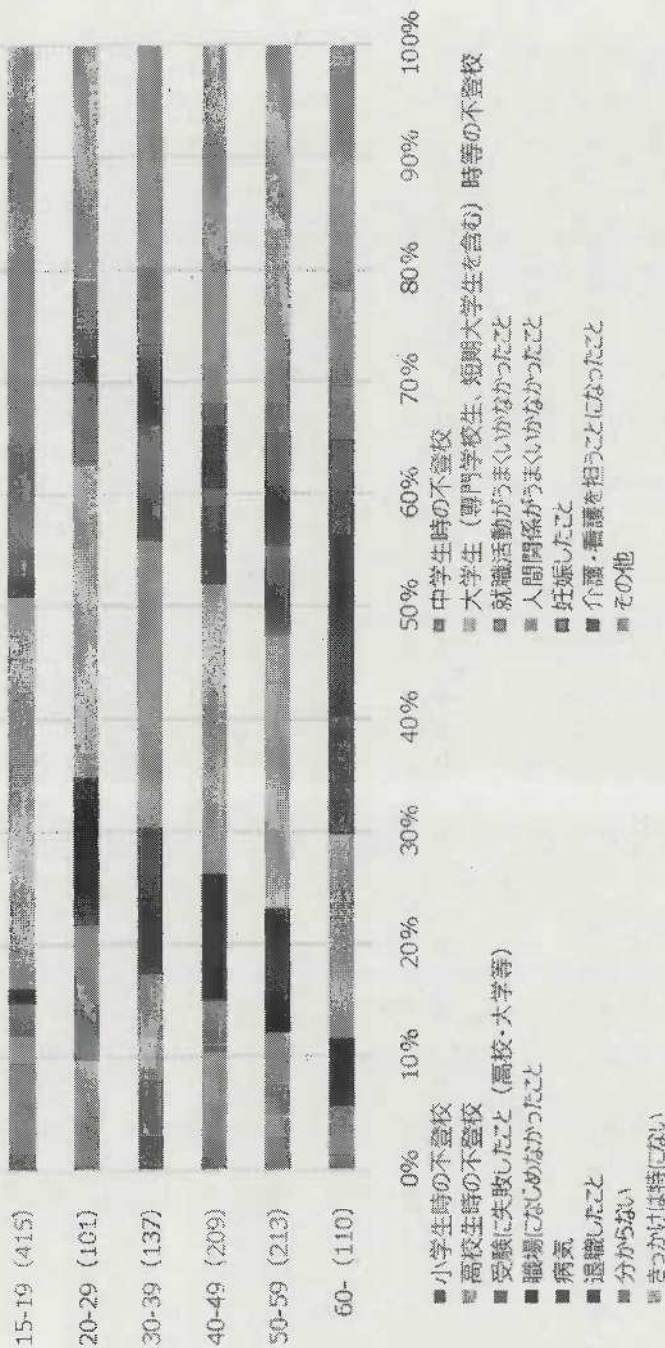 15-19 (415)
20-29 (101)
30-39 (137)
40-49 (209)
50-59 (213)
60- (110)
0% 10% 20% 30% 40% 50% 60% 70% 80% 90% 100%
■小学生時の不登校
■中学生時の不登校
■高校生時の不登校
■大学生(専門学校生、短期大学生を含む)時等の不登校
■受験に失敗したこと(高校・大学等)
■就職活動がうまくいかなかったこと
■職場になじめなかったこと
■人間関係がうまくいかなかったこと
■病気
■妊娠したこと
■退職したこと
■介護・看護を担うことになったこと
■分からない
■その他
■きっかけは特にない